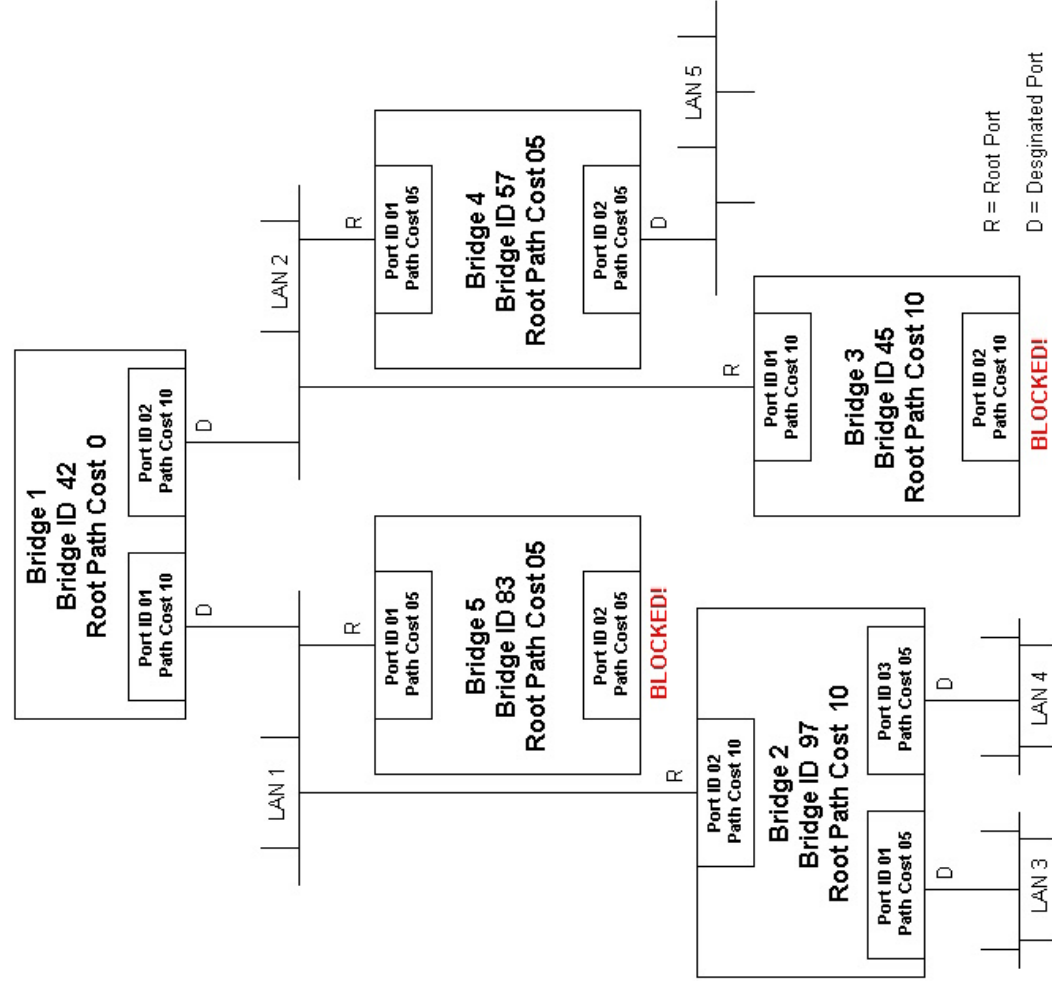 Bridge 1
Bridge ID 42
Root Path Cost 0
Port ID 01
Path Cost 10
Port ID 02
Path Cost 10
D
D
LAN 1
LAN 2
R
R
Port ID 01
Path Cost 05
Bridge 5
Bridge ID 83
Root Path Cost 05
Port ID 02
Path Cost 05
BLOCKED!
Port ID 01
Path Cost 05
Bridge 4
Bridge ID 57
Root Path Cost 05
Port ID 02
Path Cost 05
D
LAN 5
R
Port ID 02
Path Cost 10
Bridge 2
Bridge ID 97
Root Path Cost 10
Port ID 01
Path Cost 05
Port ID 03
Path Cost 05
D
D
LAN 3
LAN 4
R
Port ID 01
Path Cost 10
Bridge 3
Bridge ID 45
Root Path Cost 10
Port ID 02
Path Cost 10
BLOCKED!
R = Root Port
D = Desginated Port